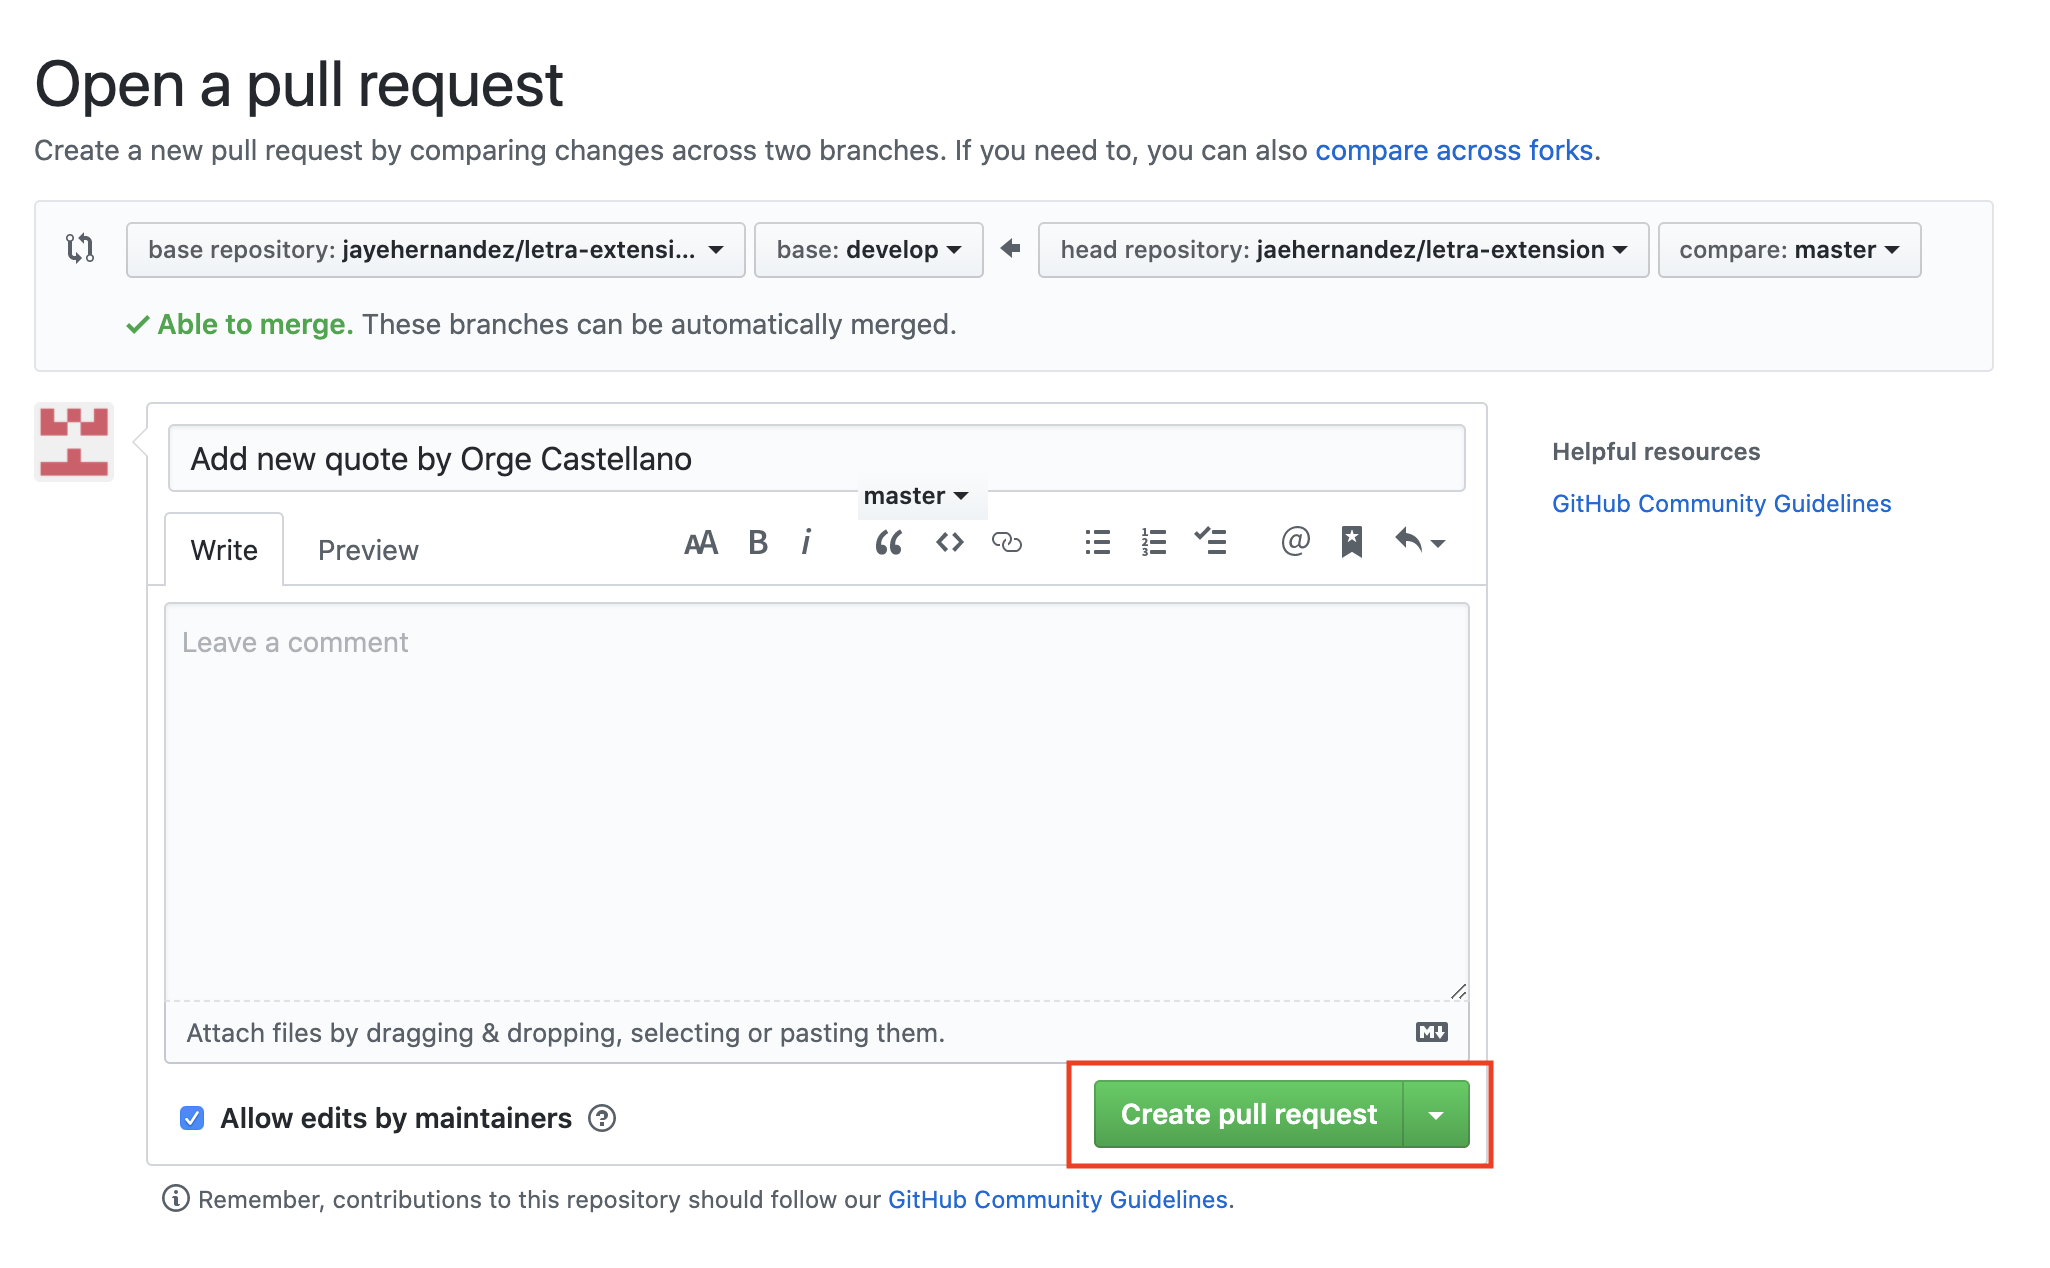 Open a pull request
Create a new pull request by comparing changes across two branches. If you need to, you can also compare across forks.
base repository: jayehernandez/letra-extensi... base: develop head repository: jaehernandez/letra-extension compare: master
Able to merge. These branches can be automatically merged.
Add new quote by Orge Castellano
master
Write Preview AA B i
Leave a comment
Attach files by dragging & dropping, selecting or pasting them.
Allow edits by maintainers
Create pull request
Remember, contributions to this repository should follow our GitHub Community Guidelines.
Helpful resources
GitHub Community Guidelines